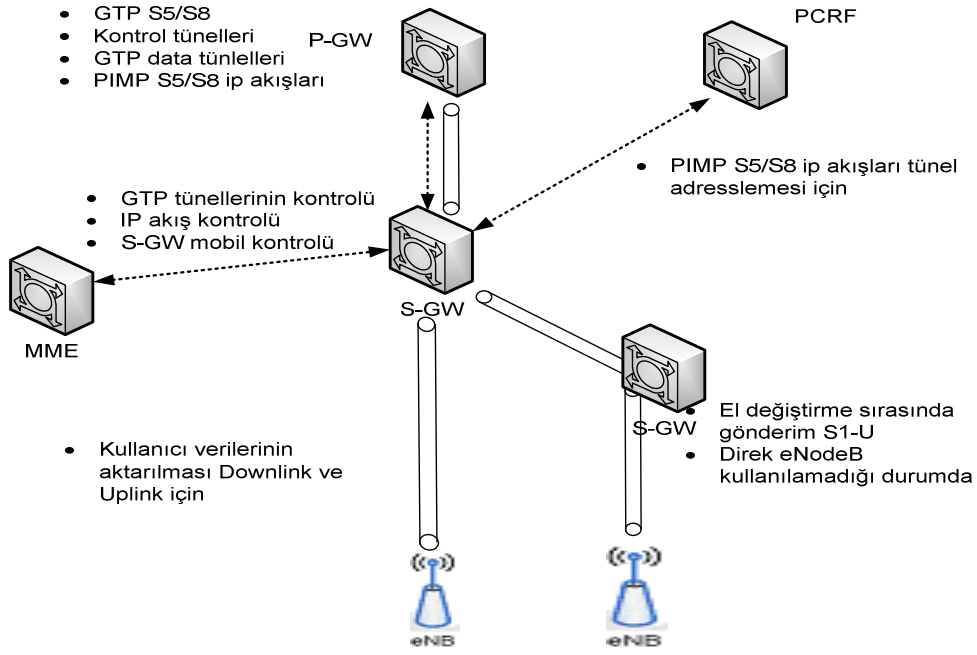 • GTP S5/S8
• Kontrol tünelleri
• GTP data tünlelleri
• PIMP S5/S8 ip akışları
P-GW
PCRF
• PIMP S5/S8 ip akışları tünel
adresslemesi için
• GTP tünellerinin kontrolü
• IP akış kontrolü
• S-GW mobil kontrolü
MME
S-GW
S-GW
• El değiştirme sırasında
gönderim S1-U
• Direk eNodeB
kullanılamadığı durumda
• Kullanıcı verilerinin
aktarılması Downlink ve
Uplink için
eNB
eNB